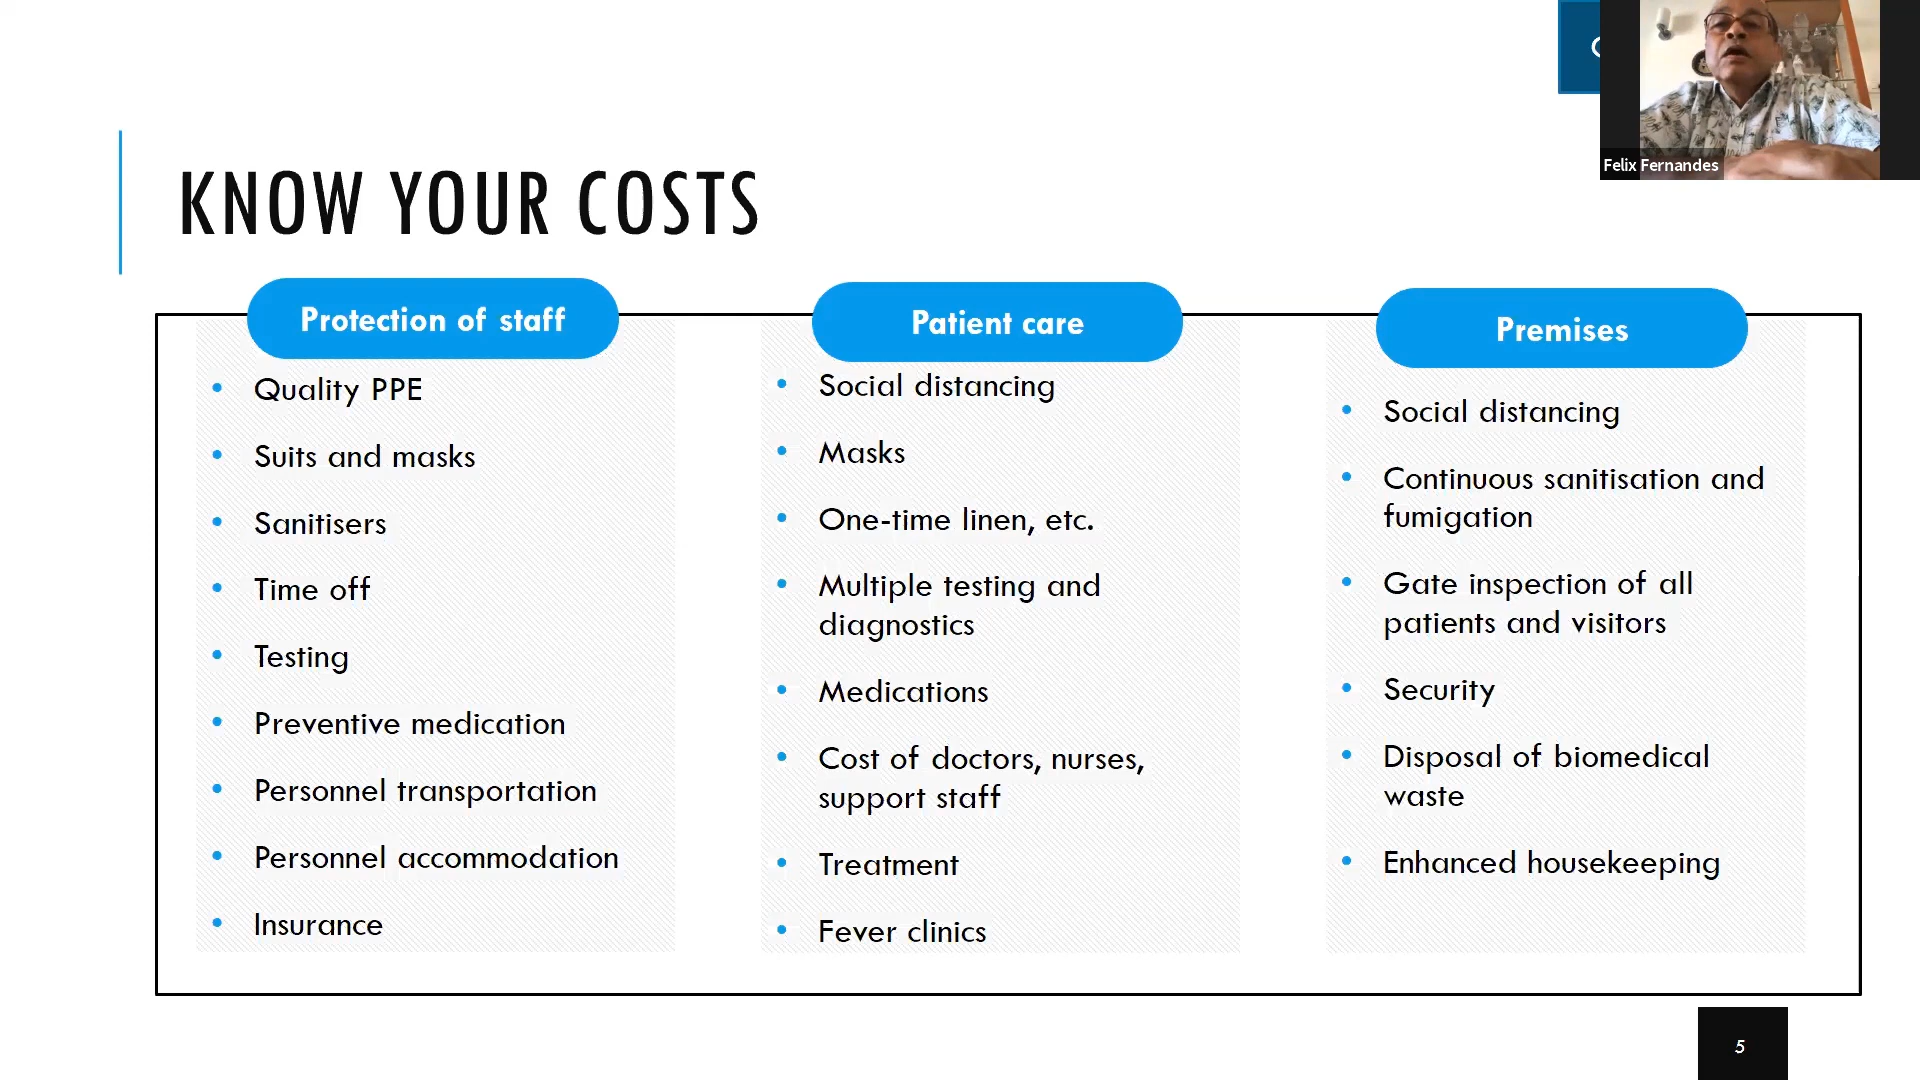 Felix Fernandes
KNOW YOUR COSTS
Protection of staff
• Quality PPE
• Suits and masks
• Sanitisers
• Time off
• Testing
• Preventive medication
• Personnel transportation
• Personnel accommodation
• Insurance
Patient care
• Social distancing
• Masks
• One-time linen, etc.
• Multiple testing and
diagnostics
• Medications
• Cost of doctors, nurses,
support staff
• Treatment
• Fever clinics
Premises
• Social distancing
• Continuous sanitisation and
fumigation
• Gate inspection of all
patients and visitors
• Security
• Disposal of biomedical
waste
• Enhanced housekeeping
5